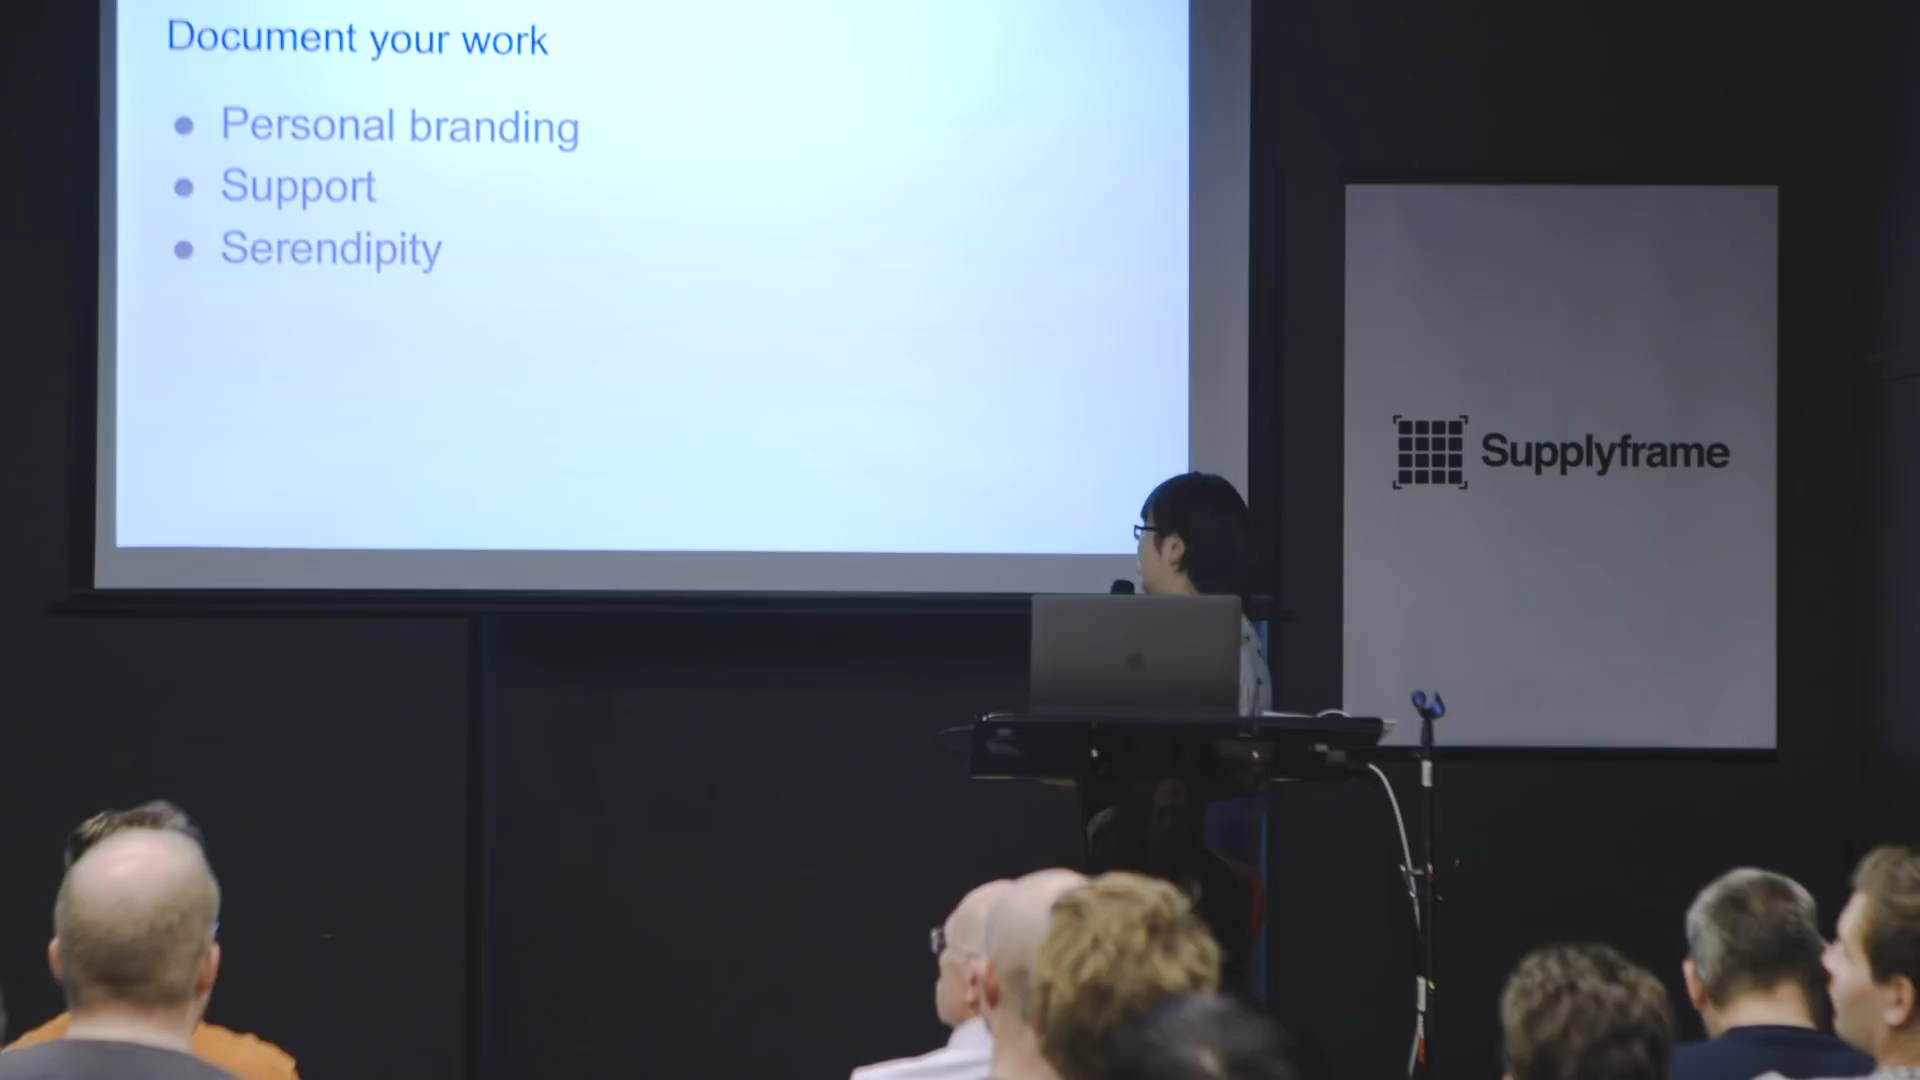 Document your work
Personal branding
Support
Serendipity
Supplyframe